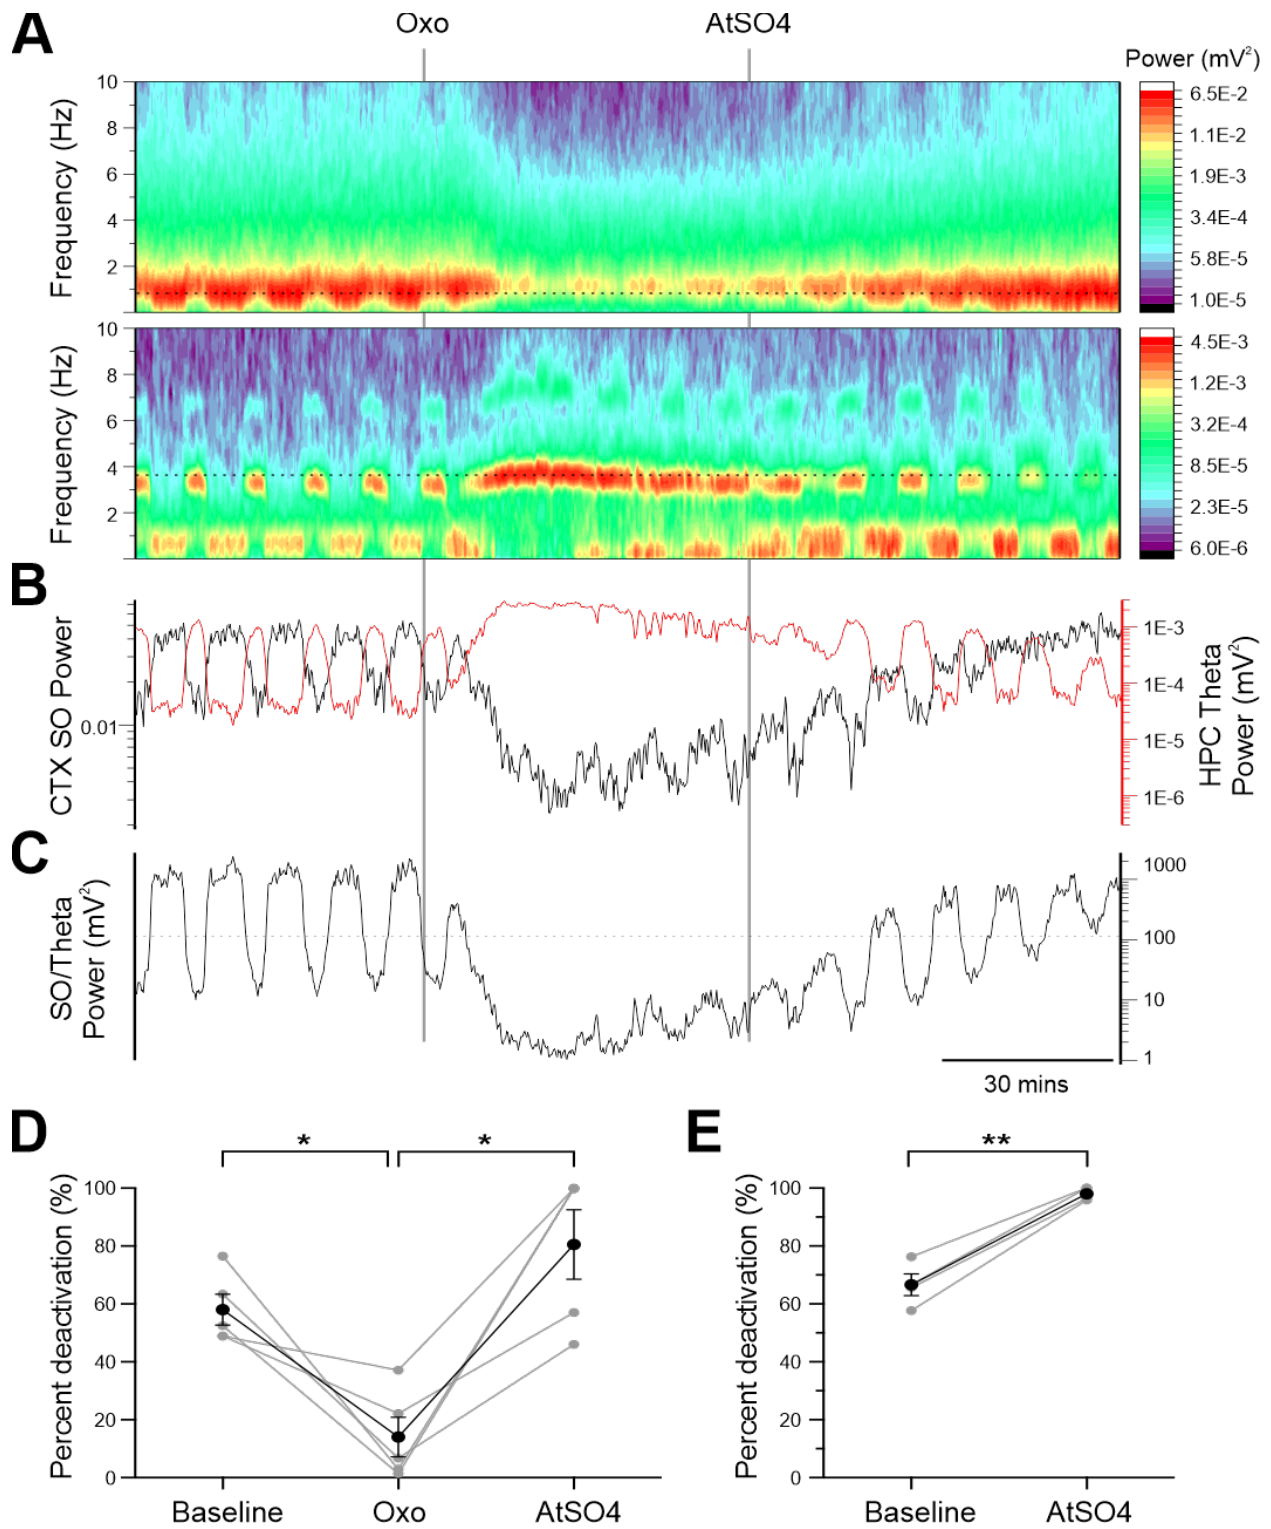 A
Oxo
AtSO4
Power (mV²)
Frequency (Hz)
10
8
6
4
2
6.5E-2
1.1E-2
1.9E-3
3.4E-4
5.8E-5
1.0E-5
Frequency (Hz)
10
8
6
4
2
4.5E-3
1.2E-3
3.2E-4
8.5E-5
2.3E-5
6.0E-6
B
CTX SO Power
0.01
1E-3
1E-4
1E-5
1E-6
HPC Theta
Power (mV²)
C
SO/Theta
Power (mV²)
1000
100
10
1
30 mins
D
*
*
Percent deactivation (%)
100
80
60
40
20
0
Baseline
Oxo
AtSO4
E
**
Percent deactivation (%)
100
80
60
40
20
0
Baseline
AtSO4